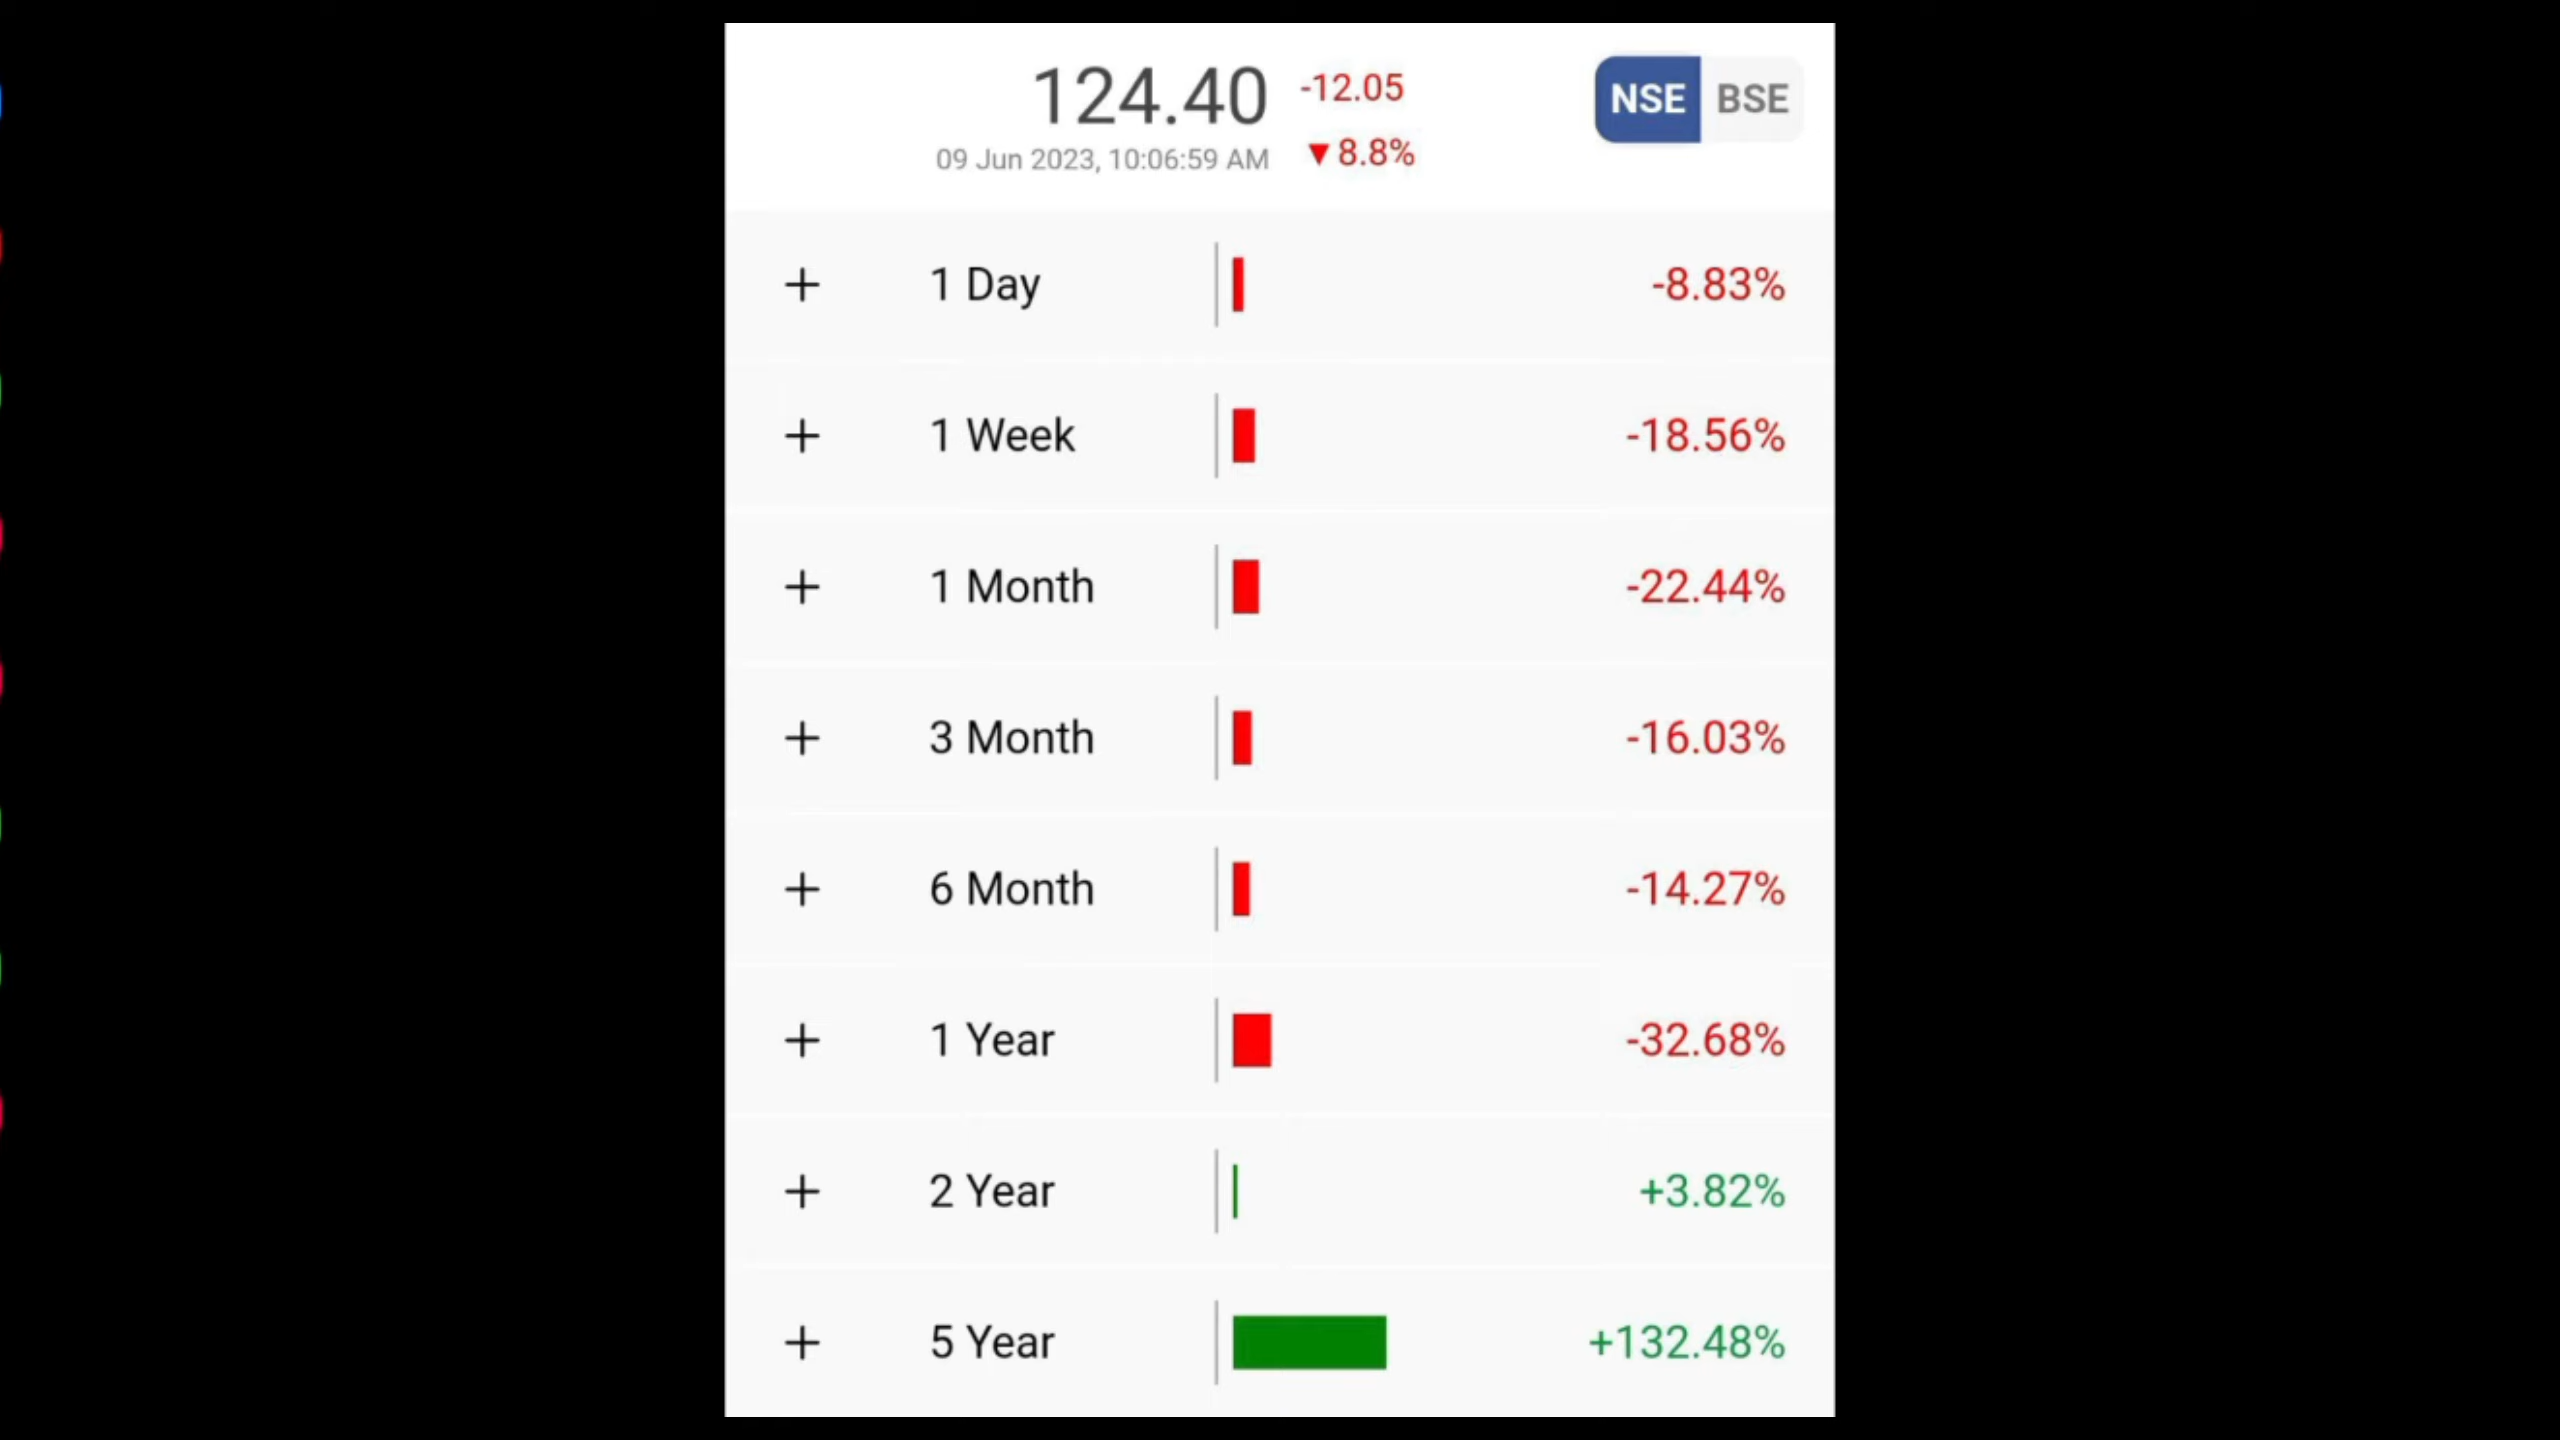 124.40 -12.05
09 Jun 2023, 10:06:59 AM ▼8.8%
NSE BSE
+ 1 Day -8.83%
+ 1 Week -18.56%
+ 1 Month -22.44%
+ 3 Month -16.03%
+ 6 Month -14.27%
+ 1 Year -32.68%
+ 2 Year +3.82%
+ 5 Year +132.48%